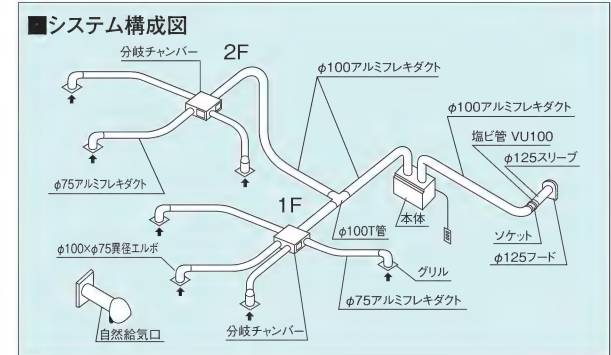 ■システム構成図
分岐チャンバー
2F
φ100アルミフレキダクト
φ100アルミフレキダクト
塩ビ管 VU100
φ125スリーブ
φ75アルミフレキダクト
1F
本体
φ100T管
ソケット
φ125フード
φ100×φ75異径エルボ
グリル
φ75アルミフレキダクト
自然給気口
分岐チャンバー